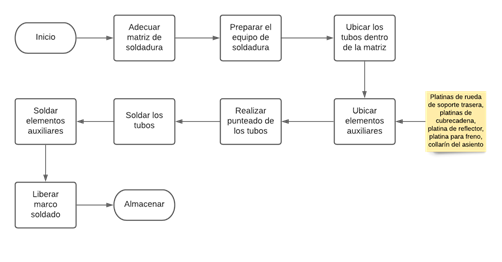 Inicio
Adecuar
matriz de
soldadura
Preparar el
equipo de
soldadura
Ubicar los
tubos dentro
de la matriz
Soldar
elementos
auxiliares
Soldar los
tubos
Realizar
punteado de
los tubos
Ubicar
elementos
auxiliares
Platinas de rueda
de soporte trasera,
platinas de
cubrecadena,
platina de reflector,
platina para freno,
collarín del asiento
Liberar
marco
soldado
Almacenar